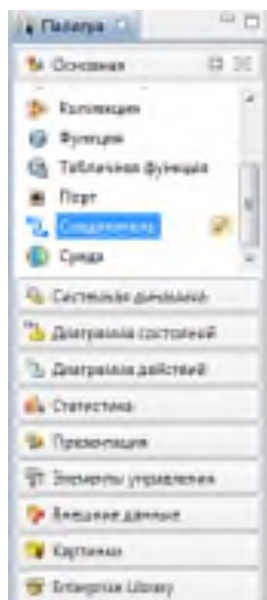 Палитра
Основная
Коллекция
Функция
Табличная функция
Порт
Соединитель
Среда
Системная динамика
Диаграмма состояний
Диаграмма действий
Статистика
Презентация
Элементы управления
Внешние данные
Картинки
Enterprise Library